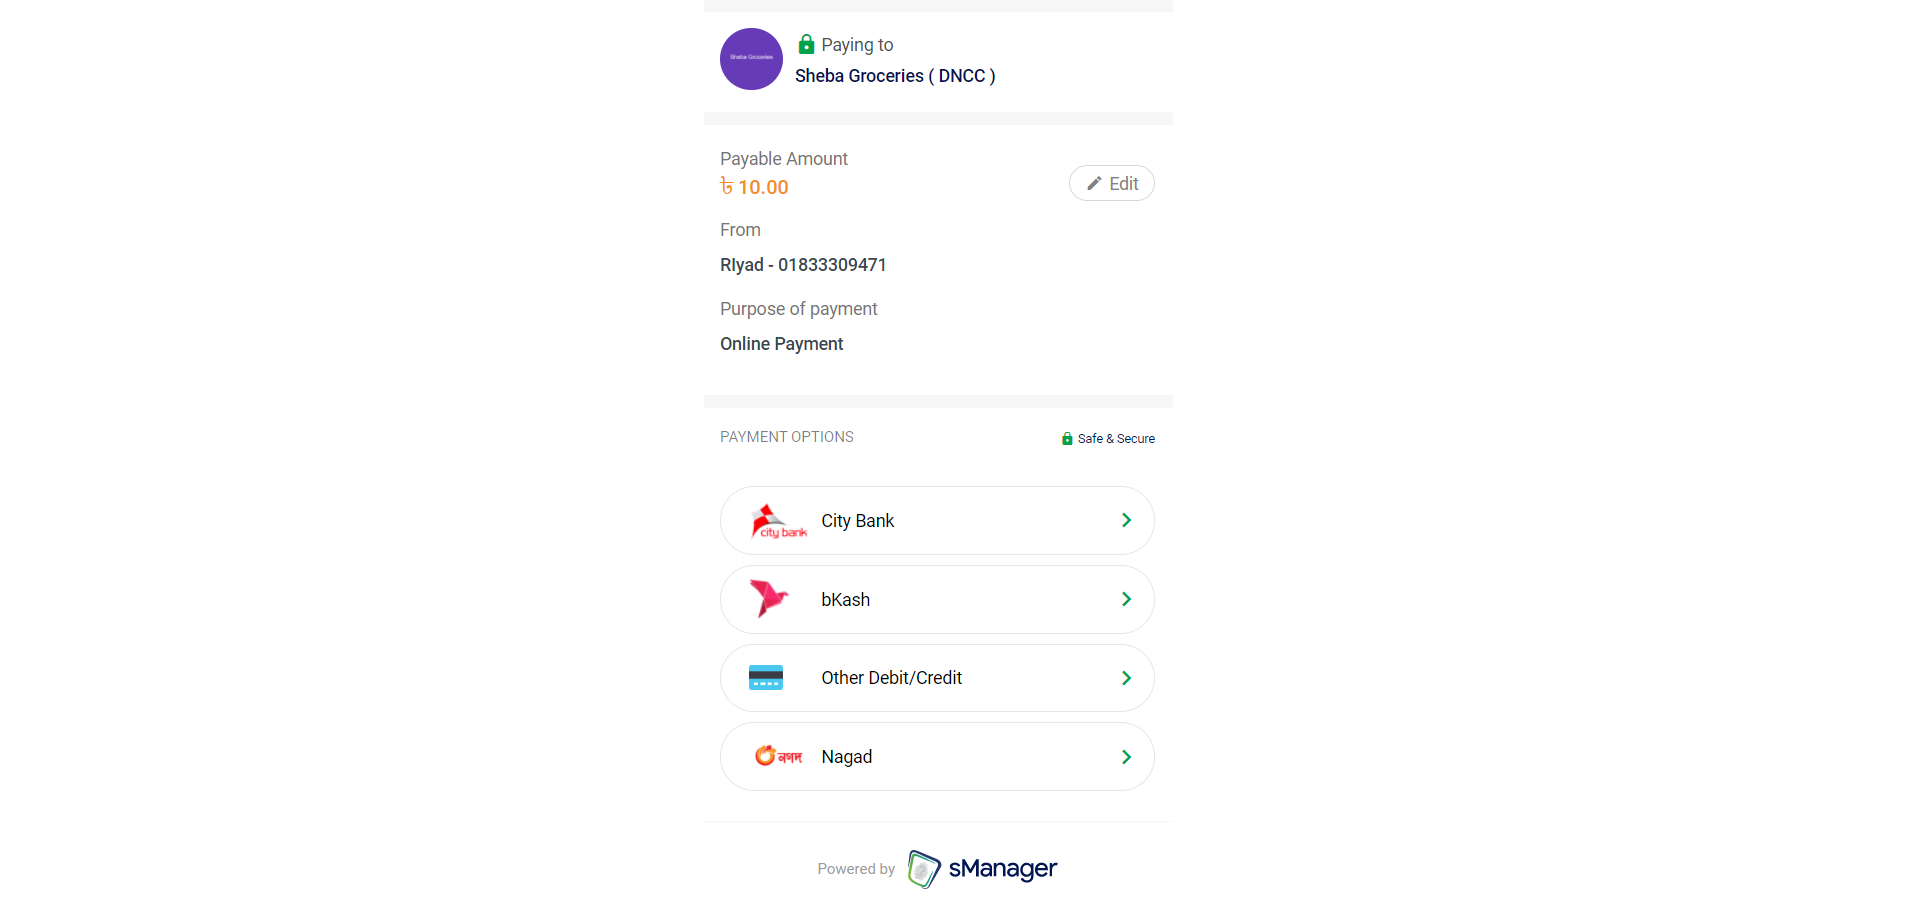 Sheba Groceries
Paying to
Sheba Groceries ( DNCC )
Payable Amount
৳ 10.00
Edit
From
RIyad - 01833309471
Purpose of payment
Online Payment
PAYMENT OPTIONS
Safe & Secure
city bank
City Bank
bKash
Other Debit/Credit
নগদ
Nagad
Powered by
sManager